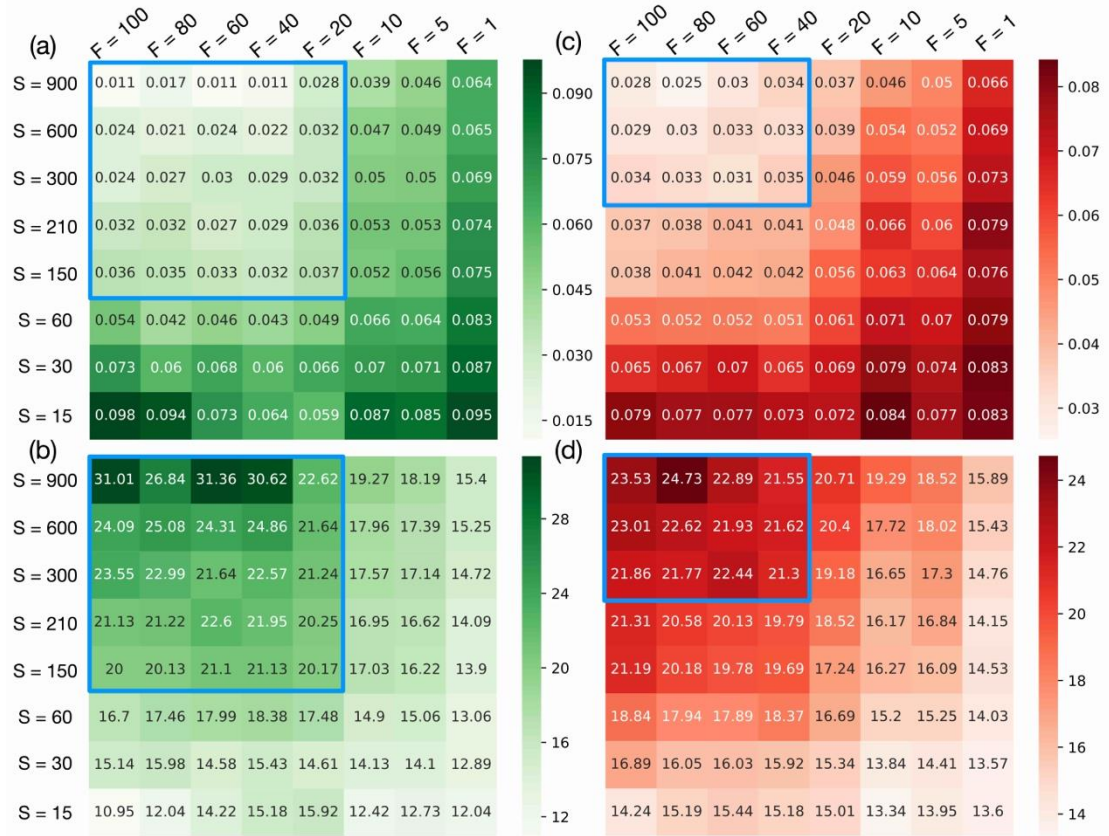 (a) F = 100 F = 80 F = 60 F = 40 F = 20 F = 10 F = 5 F = 1
S = 900 0.011 0.017 0.011 0.011 0.028 0.039 0.046 0.064
S = 600 0.024 0.021 0.024 0.022 0.032 0.047 0.049 0.065
S = 300 0.024 0.027 0.03 0.029 0.032 0.05 0.05 0.069
S = 210 0.032 0.032 0.027 0.029 0.036 0.053 0.053 0.074
S = 150 0.036 0.035 0.033 0.032 0.037 0.052 0.056 0.075
S = 60 0.054 0.042 0.046 0.043 0.049 0.066 0.064 0.083
S = 30 0.073 0.06 0.068 0.06 0.066 0.07 0.071 0.087
S = 15 0.098 0.094 0.073 0.064 0.059 0.087 0.085 0.095
0.090
0.075
0.060
0.045
0.030
0.015
(c) F = 100 F = 80 F = 60 F = 40 F = 20 F = 10 F = 5 F = 1
0.028 0.025 0.03 0.034 0.037 0.046 0.05 0.066
0.029 0.03 0.033 0.033 0.039 0.054 0.052 0.069
0.034 0.033 0.031 0.035 0.046 0.059 0.056 0.073
0.037 0.038 0.041 0.041 0.048 0.066 0.06 0.079
0.038 0.041 0.042 0.042 0.056 0.063 0.064 0.076
0.053 0.052 0.052 0.051 0.061 0.071 0.07 0.079
0.065 0.067 0.07 0.065 0.069 0.079 0.074 0.083
0.079 0.077 0.077 0.073 0.072 0.084 0.077 0.083
0.08
0.07
0.06
0.05
0.04
0.03
(b)
S = 900 31.01 26.84 31.36 30.62 22.62 19.27 18.19 15.4
S = 600 24.09 25.08 24.31 24.86 21.64 17.96 17.39 15.25
S = 300 23.55 22.99 21.64 22.57 21.24 17.57 17.14 14.72
S = 210 21.13 21.22 22.6 21.95 20.25 16.95 16.62 14.09
S = 150 20 20.13 21.1 21.13 20.17 17.03 16.22 13.9
S = 60 16.7 17.46 17.99 18.38 17.48 14.9 15.06 13.06
S = 30 15.14 15.98 14.58 15.43 14.61 14.13 14.1 12.89
S = 15 10.95 12.04 14.22 15.18 15.92 12.42 12.73 12.04
28
24
20
16
12
(d)
23.53 24.73 22.89 21.55 20.71 19.29 18.52 15.89
23.01 22.62 21.93 21.62 20.4 17.72 18.02 15.43
21.86 21.77 22.44 21.3 19.18 16.65 17.3 14.76
21.31 20.58 20.13 19.79 18.52 16.17 16.84 14.15
21.19 20.18 19.78 19.69 17.24 16.27 16.09 14.53
18.84 17.94 17.89 18.37 16.69 15.2 15.25 14.03
16.89 16.05 16.03 15.92 15.34 13.84 14.41 13.57
14.24 15.19 15.44 15.18 15.01 13.34 13.95 13.6
24
22
20
18
16
14